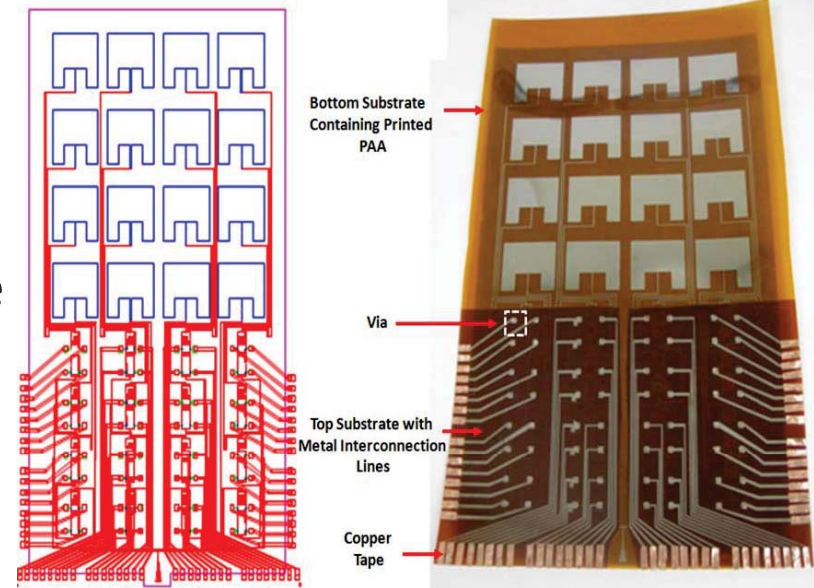 Bottom Substrate
Containing Printed
PAA
Via
Top Substrate with
Metal Interconnection
Lines
Copper
Tape